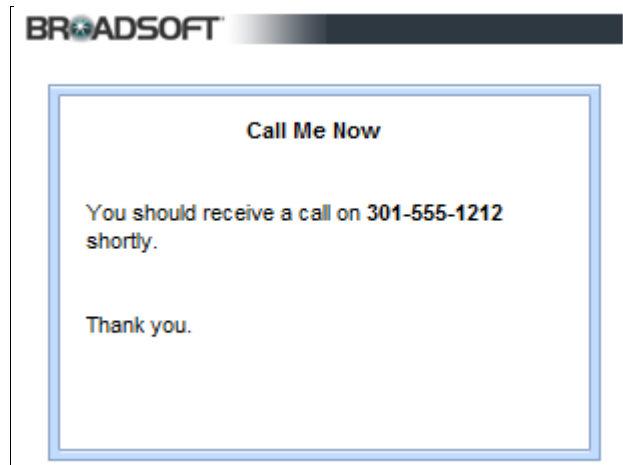 BROADSOFT
Call Me Now
You should receive a call on 301-555-1212
shortly.
Thank you.